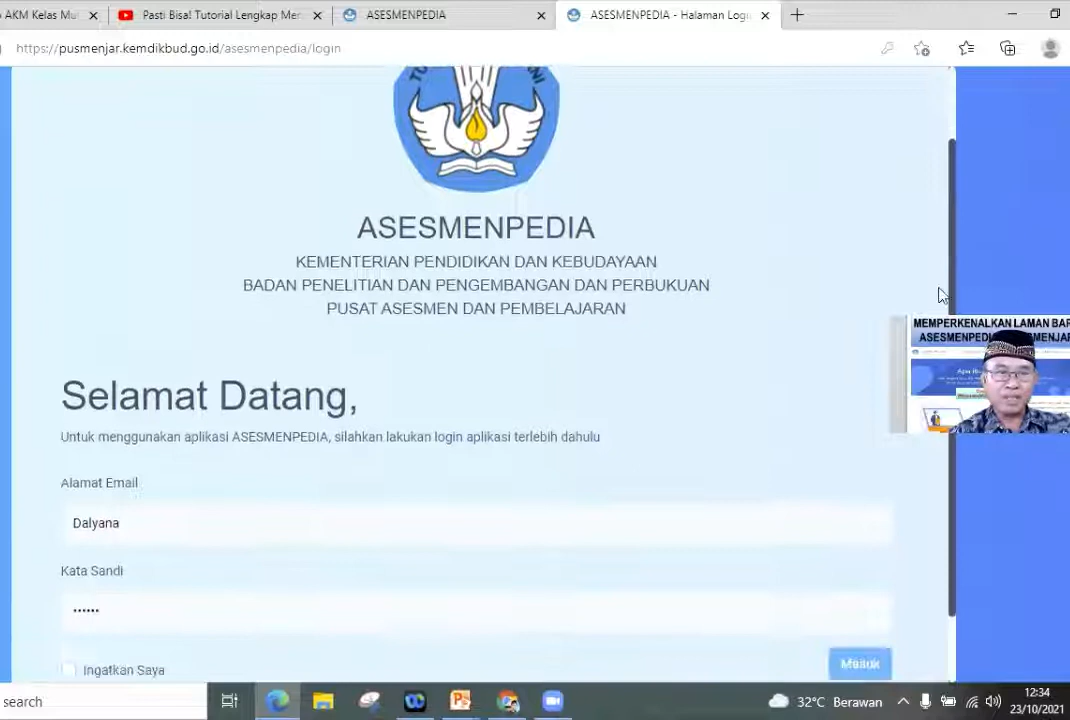 AKM Kelas Mu
Pasti Bisa! Tutorial Lengkap Mer
ASESMENPEDIA
ASESMENPEDIA - Halaman Logi
https://pusmenjar.kemdikbud.go.id/asesmenpedia/login
ASESMENPEDIA
KEMENTERIAN PENDIDIKAN DAN KEBUDAYAAN
BADAN PENELITIAN DAN PENGEMBANGAN DAN PERBUKUAN
PUSAT ASESMEN DAN PEMBELAJARAN
MEMPERKENALKAN LAMAN BAR
Selamat Datang,
Untuk menggunakan aplikasi ASESMENPEDIA, silahkan lakukan login aplikasi terlebih dahulu
Alamat Email
Dalyana
Kata Sandi
••••••
Ingatkan Saya
Masuk
search
32°C Berawan
12:34
23/10/2021